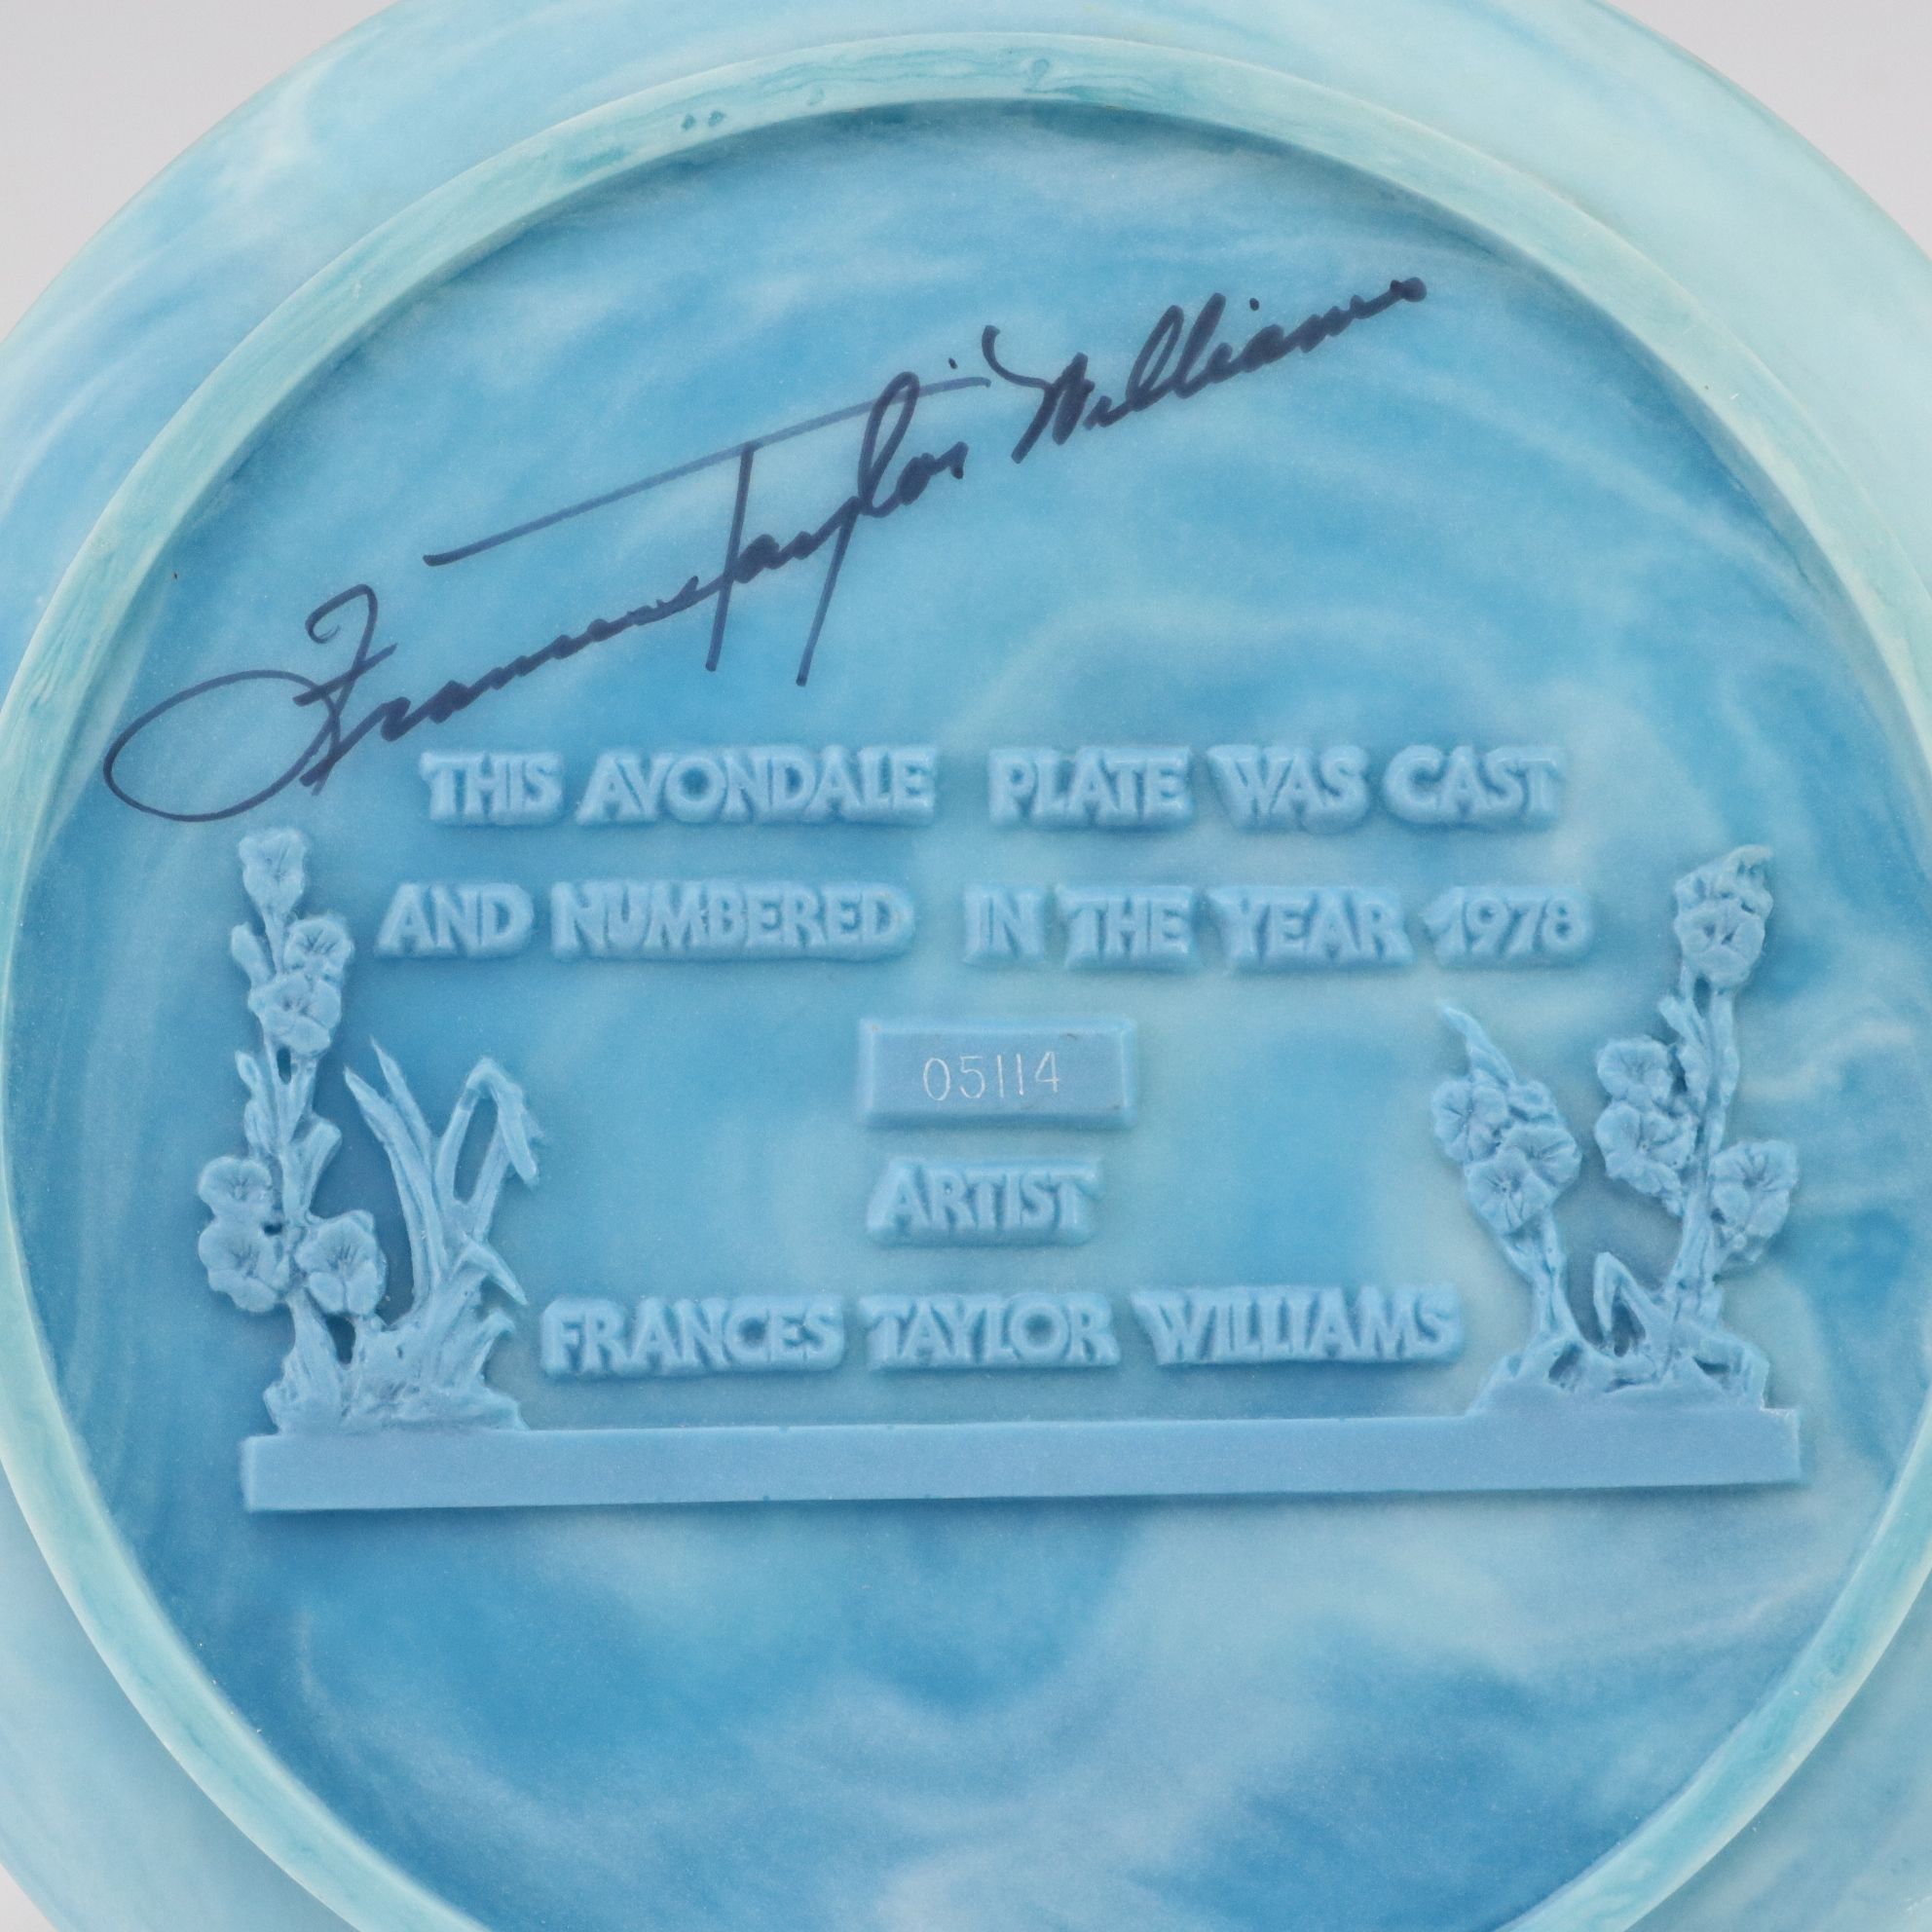 Frances Taylor Williams
THIS AVONDALE PLATE WAS CAST
AND NUMBERED IN THE YEAR 1978
05114
ARTIST
FRANCES TAYLOR WILLIAMS